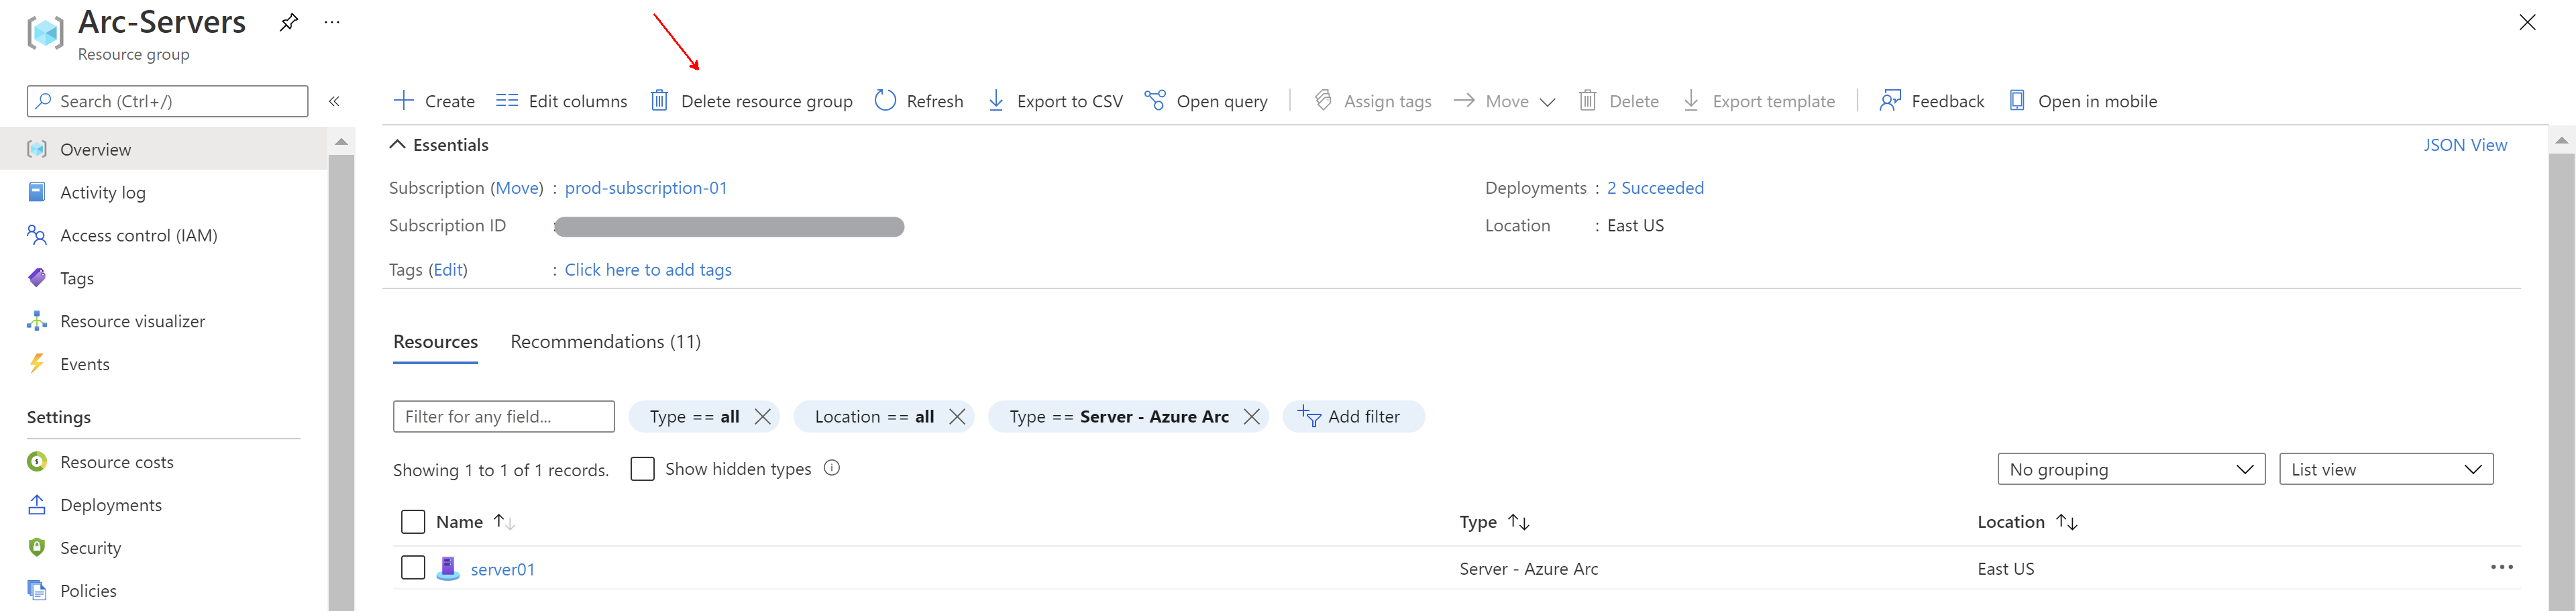 Arc-Servers
Resource group
Search (Ctrl+/)
Overview
Activity log
Access control (IAM)
Tags
Resource visualizer
Events
Settings
Resource costs
Deployments
Security
Policies
Create Edit columns Delete resource group Refresh Export to CSV Open query Assign tags Move Delete Export template Feedback Open in mobile
Essentials JSON View
Subscription (Move) : prod-subscription-01 Deployments : 2 Succeeded
Subscription ID : Location : East US
Tags (Edit) : Click here to add tags
Resources Recommendations (11)
Filter for any field... Type == all Location == all Type == Server - Azure Arc Add filter
Showing 1 to 1 of 1 records. Show hidden types No grouping List view
Name Type Location
server01 Server - Azure Arc East US